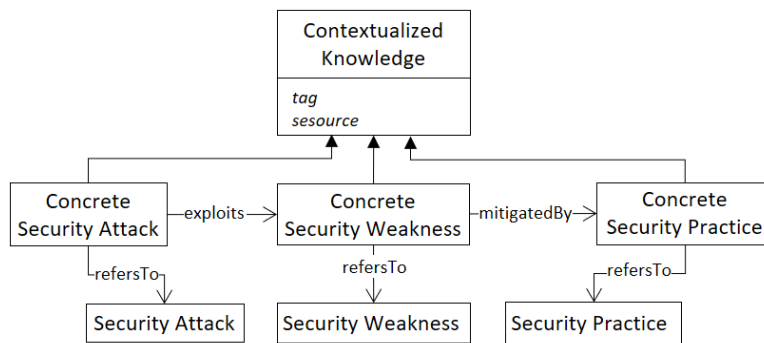 Contextualized
Knowledge
tag
sesource
Concrete
Security Attack
exploits
Concrete
Security Weakness
mitigatedBy
Concrete
Security Practice
refersTo
refersTo
refersTo
Security Attack
Security Weakness
Security Practice